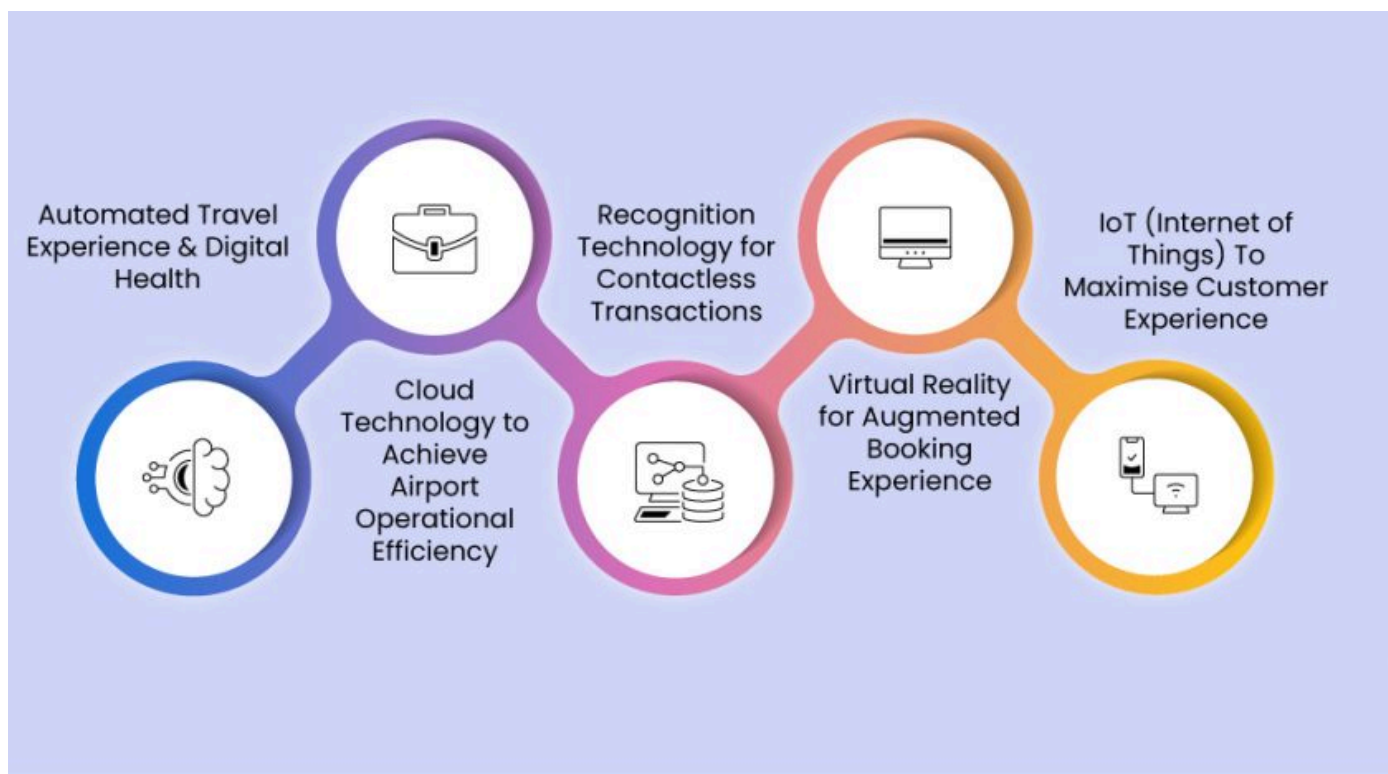 Automated Travel
Experience & Digital
Health
Cloud
Technology to
Achieve
Airport
Operational
Efficiency
Recognition
Technology for
Contactless
Transactions
Virtual Reality
for Augmented
Booking
Experience
IoT (Internet of
Things) To
Maximise Customer
Experience